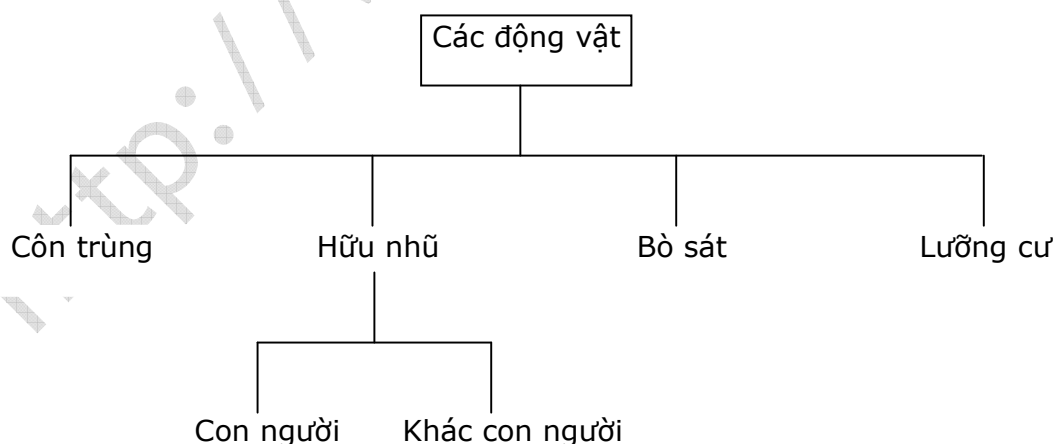 Các động vật
Côn trùng Hữu nhũ Bò sát Lưỡng cư
Con người Khác con người